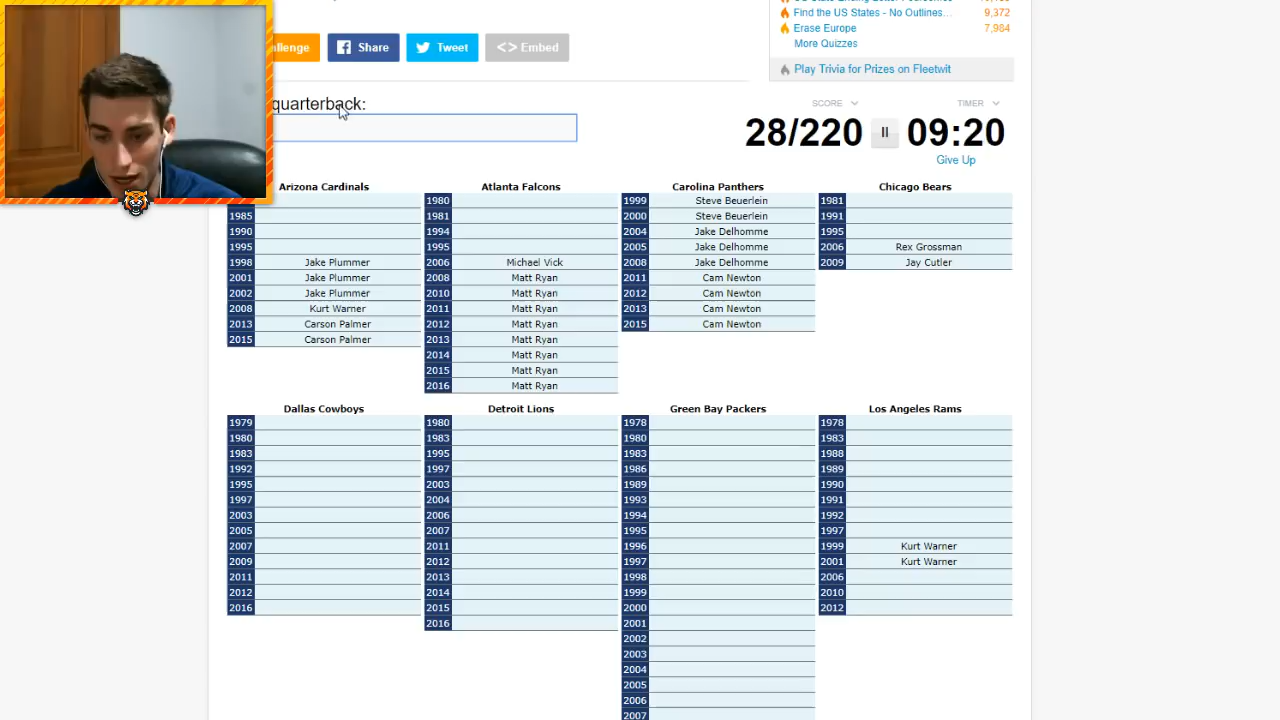 Find the US States - No Outlines... 9,372
Erase Europe 7,984
More Quizzes
Play Trivia for Prizes on Fleetwit
allenge Share Tweet <> Embed
quarterback:
SCORE TIMER
28/220 II 09:20
Give Up
Arizona Cardinals Atlanta Falcons Carolina Panthers Chicago Bears
1980 1999 Steve Beuerlein 1981
1985 1981 2000 Steve Beuerlein 1991
1990 1994 2004 Jake Delhomme 1995
1995 1995 2005 Jake Delhomme 2006 Rex Grossman
1998 Jake Plummer 2006 Michael Vick 2008 Jake Delhomme 2009 Jay Cutler
2001 Jake Plummer 2008 Matt Ryan 2011 Cam Newton
2002 Jake Plummer 2010 Matt Ryan 2012 Cam Newton
2008 Kurt Warner 2011 Matt Ryan 2013 Cam Newton
2013 Carson Palmer 2012 Matt Ryan 2015 Cam Newton
2015 Carson Palmer 2013 Matt Ryan
2014 Matt Ryan
2015 Matt Ryan
2016 Matt Ryan
Dallas Cowboys Detroit Lions Green Bay Packers Los Angeles Rams
1979 1980 1978 1978
1980 1983 1980 1983
1983 1995 1983 1988
1992 1997 1986 1989
1995 2003 1989 1990
1997 2004 1993 1991
2003 2006 1994 1992
2005 2007 1995 1997
2007 2011 1996 1999 Kurt Warner
2009 2012 1997 2001 Kurt Warner
2011 2013 1998 2006
2012 2014 1999 2010
2016 2015 2000 2012
2016 2001
2002
2003
2004
2005
2006
2007